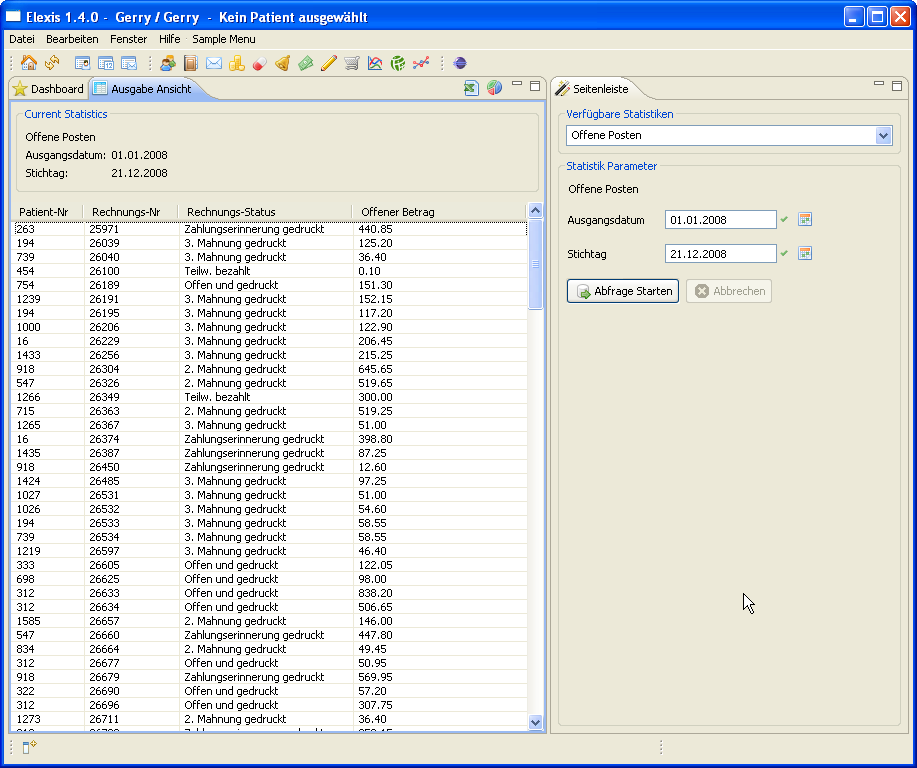 Elexis 1.4.0 - Gerry / Gerry - Kein Patient ausgewählt
Datei Bearbeiten Fenster Hilfe Sample Menu
Dashboard Ausgabe Ansicht
Current Statistics
Offene Posten
Ausgangsdatum: 01.01.2008
Stichtag: 21.12.2008
Patient-Nr Rechnungs-Nr Rechnungs-Status Offener Betrag
263 25971 Zahlungserinnerung gedruckt 440.85
194 26039 3. Mahnung gedruckt 125.20
739 26040 3. Mahnung gedruckt 36.40
454 26100 Teilw. bezahlt 0.10
754 26189 Offen und gedruckt 151.30
1239 26191 3. Mahnung gedruckt 152.15
194 26195 3. Mahnung gedruckt 117.20
1000 26206 3. Mahnung gedruckt 122.90
16 26229 3. Mahnung gedruckt 206.45
1433 26256 3. Mahnung gedruckt 215.25
918 26304 2. Mahnung gedruckt 645.65
547 26326 2. Mahnung gedruckt 519.65
1266 26349 Teilw. bezahlt 300.00
715 26363 2. Mahnung gedruckt 519.25
1265 26367 3. Mahnung gedruckt 51.00
16 26374 Zahlungserinnerung gedruckt 398.80
1435 26387 Zahlungserinnerung gedruckt 87.25
918 26450 Zahlungserinnerung gedruckt 12.60
1424 26485 3. Mahnung gedruckt 97.25
1027 26531 3. Mahnung gedruckt 51.00
1026 26532 3. Mahnung gedruckt 54.60
194 26533 3. Mahnung gedruckt 58.55
739 26534 3. Mahnung gedruckt 58.55
1219 26597 3. Mahnung gedruckt 46.40
333 26605 Offen und gedruckt 122.05
698 26625 Offen und gedruckt 98.00
312 26633 Offen und gedruckt 838.20
312 26634 Offen und gedruckt 506.65
1585 26657 2. Mahnung gedruckt 146.00
547 26660 Zahlungserinnerung gedruckt 447.80
834 26664 2. Mahnung gedruckt 49.45
312 26677 Offen und gedruckt 50.95
918 26679 Zahlungserinnerung gedruckt 569.95
322 26690 Offen und gedruckt 57.20
312 26696 Offen und gedruckt 307.75
1273 26711 2. Mahnung gedruckt 36.40
Seitenleiste
Verfügbare Statistiken
Offene Posten
Statistik Parameter
Offene Posten
Ausgangsdatum 01.01.2008
Stichtag 21.12.2008
Abfrage Starten Abbrechen